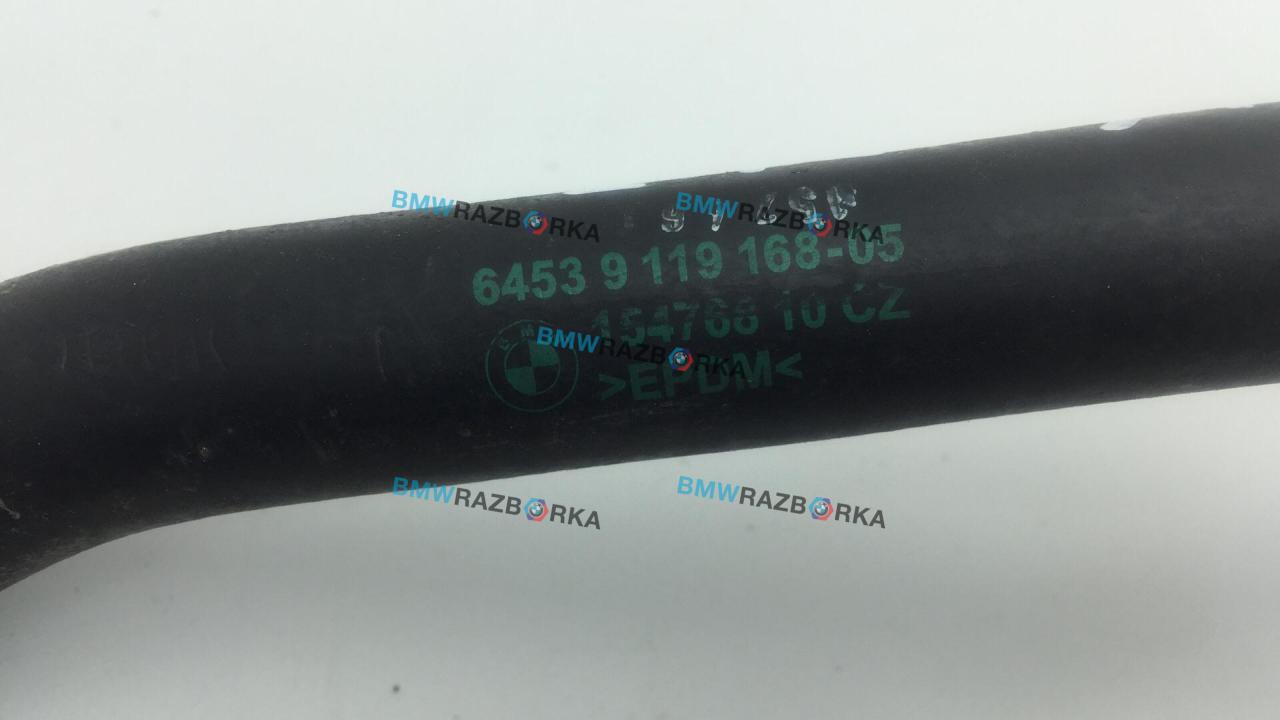 BMWRAZBORKA BMWRAZBORKA
6453 9 119 168-05
154768 10 CZ
BMWRAZBORKA
>EPDM<
BMWRAZBORKA BMWRAZBORKA